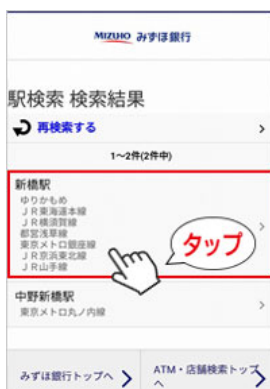 MIZUHO みずほ銀行
駅検索 検索結果
再検索する
1~2件(2件中)
新橋駅
ゆりかもめ
ＪＲ東海道本線
ＪＲ横須賀線
都営浅草線
東京メトロ銀座線
ＪＲ京浜東北線
ＪＲ山手線
タップ
中野新橋駅
東京メトロ丸ノ内線
みずほ銀行トップへ
ATM・店舗検索トップ
へ